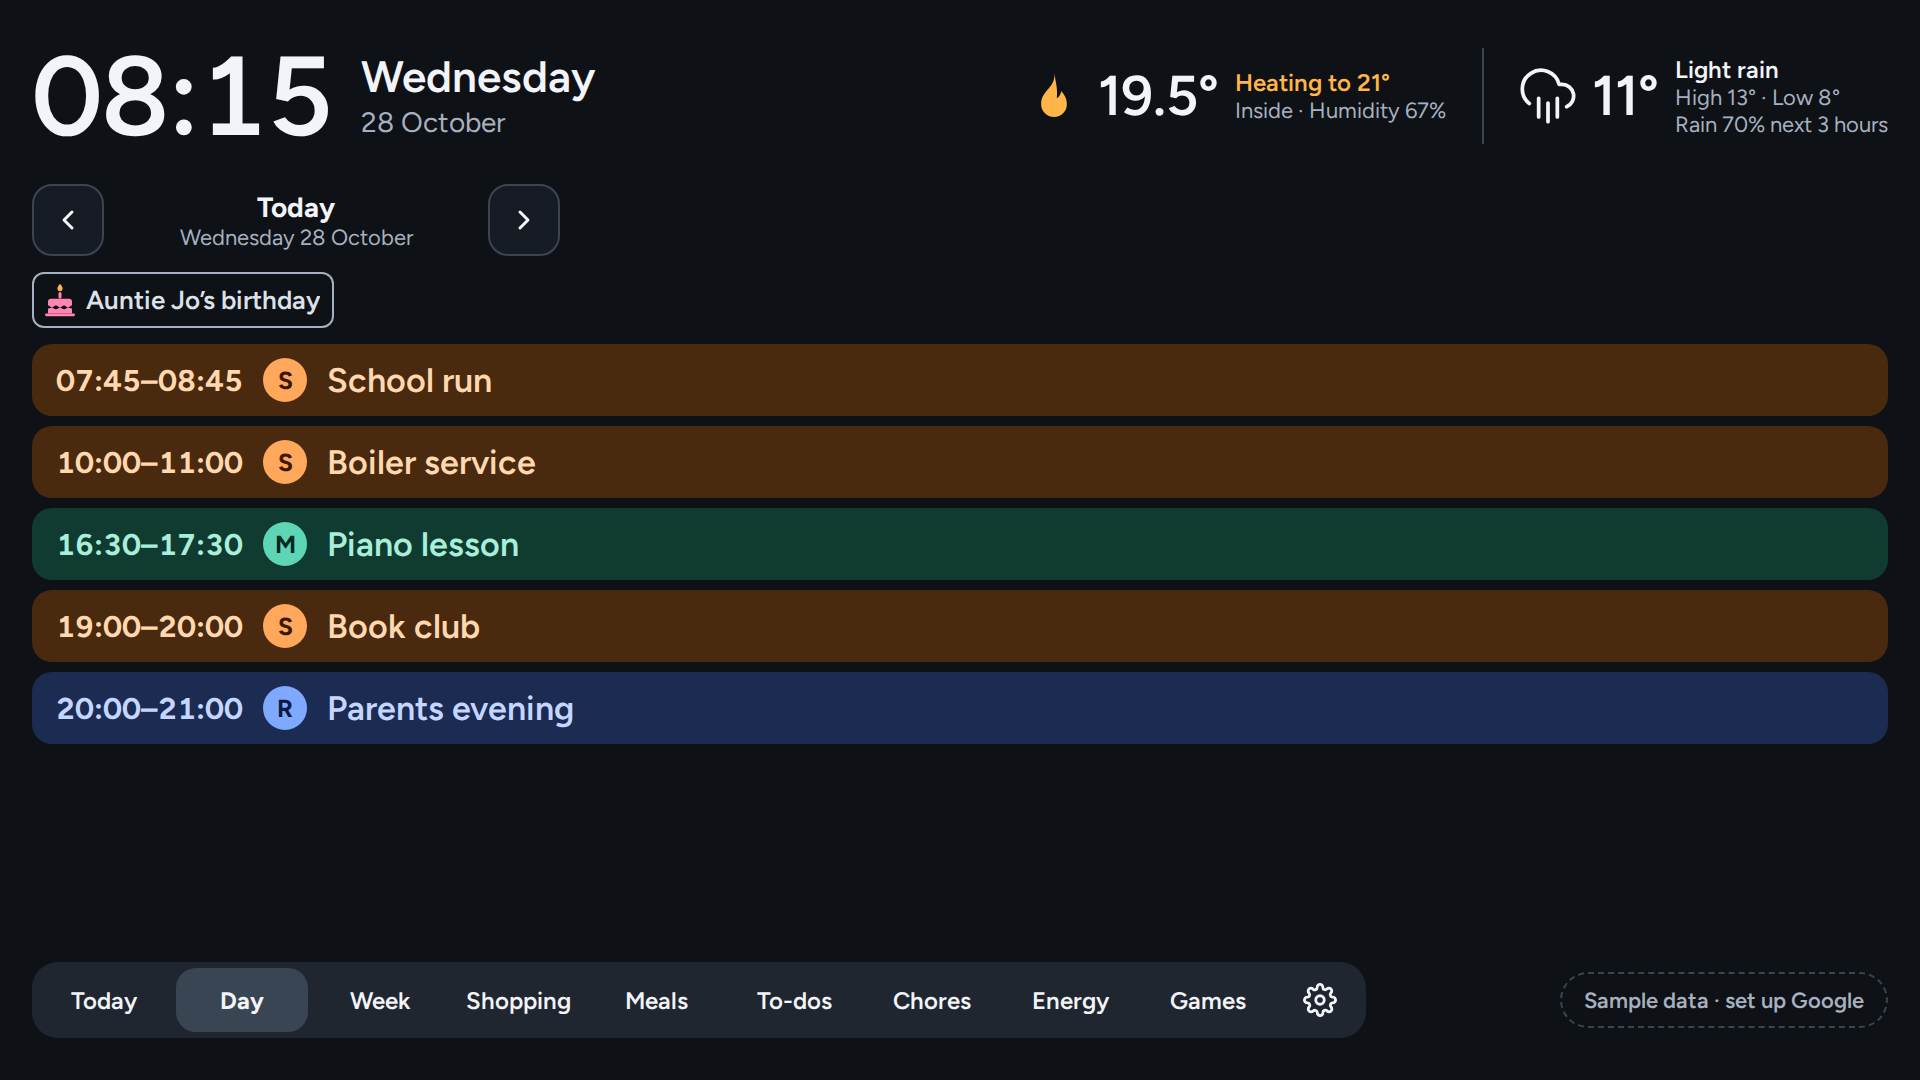 08:15
Wednesday
28 October
19.5°
Heating to 21°
Inside · Humidity 67%
11°
Light rain
High 13° · Low 8°
Rain 70% next 3 hours
Today
Wednesday 28 October
Auntie Jo’s birthday
07:45–08:45 S School run
10:00–11:00 S Boiler service
16:30–17:30 M Piano lesson
19:00–20:00 S Book club
20:00–21:00 R Parents evening
Today Day Week Shopping Meals To-dos Chores Energy Games
Sample data · set up Google